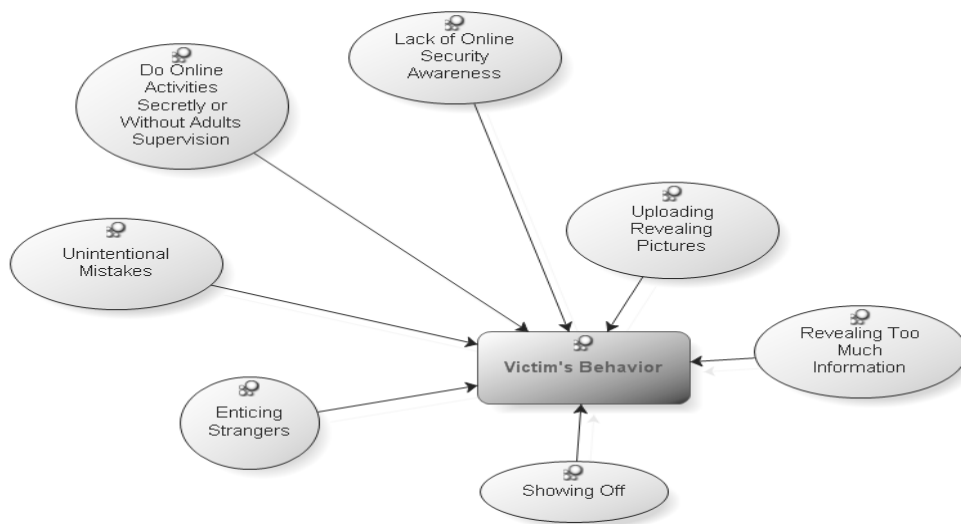 Lack of Online
Security
Awareness
Do Online
Activities
Secretly or
Without Adults
Supervision
Uploading
Revealing
Pictures
Unintentional
Mistakes
Revealing Too
Much
Information
Victim's Behavior
Enticing
Strangers
Showing Off